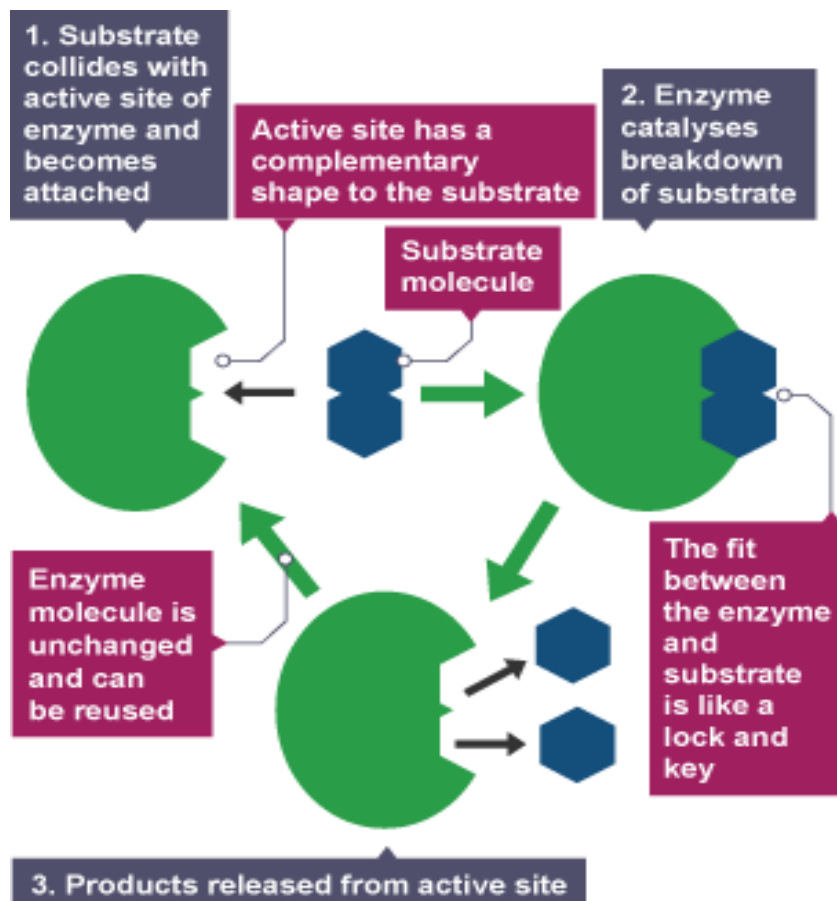 1. Substrate
collides with
active site of
enzyme and
becomes
attached
Active site has a
complementary
shape to the substrate
2. Enzyme
catalyses
breakdown
of substrate
Substrate
molecule
Enzyme
molecule is
unchanged
and can
be reused
The fit
between
the enzyme
and
substrate
is like a
lock and
key
3. Products released from active site